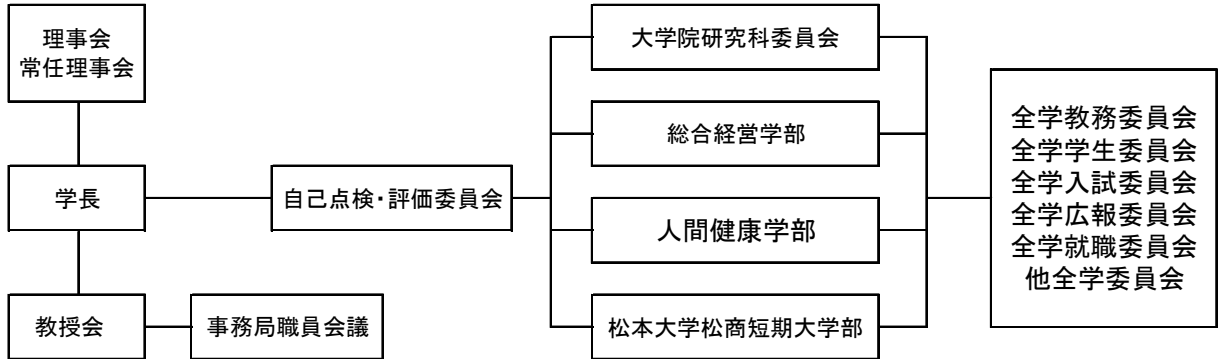 理事会
常任理事会
学長
教授会
事務局職員会議
自己点検・評価委員会
大学院研究科委員会
総合経営学部
人間健康学部
松本大学松商短期大学部
全学教務委員会
全学学生委員会
全学入試委員会
全学広報委員会
全学就職委員会
他全学委員会